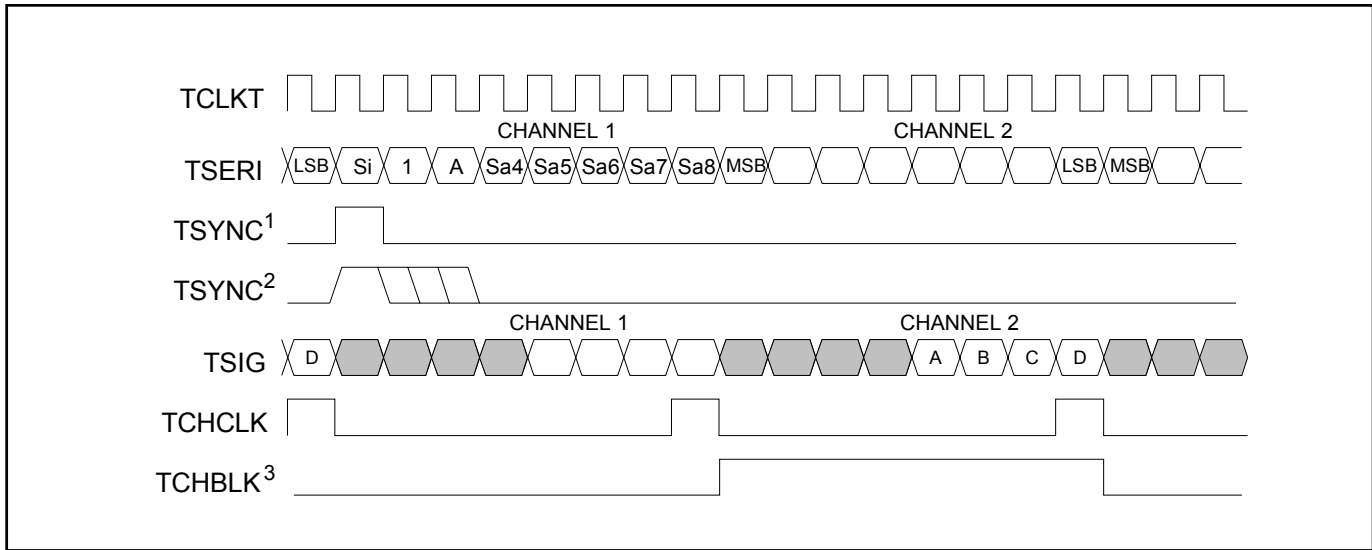 TCLKT
CHANNEL 1 CHANNEL 2
TSERI LSB Si 1 A Sa4 Sa5 Sa6 Sa7 Sa8 MSB LSB MSB
TSYNC1
TSYNC2
CHANNEL 1 CHANNEL 2
TSIG D A B C D
TCHCLK
TCHBLK3